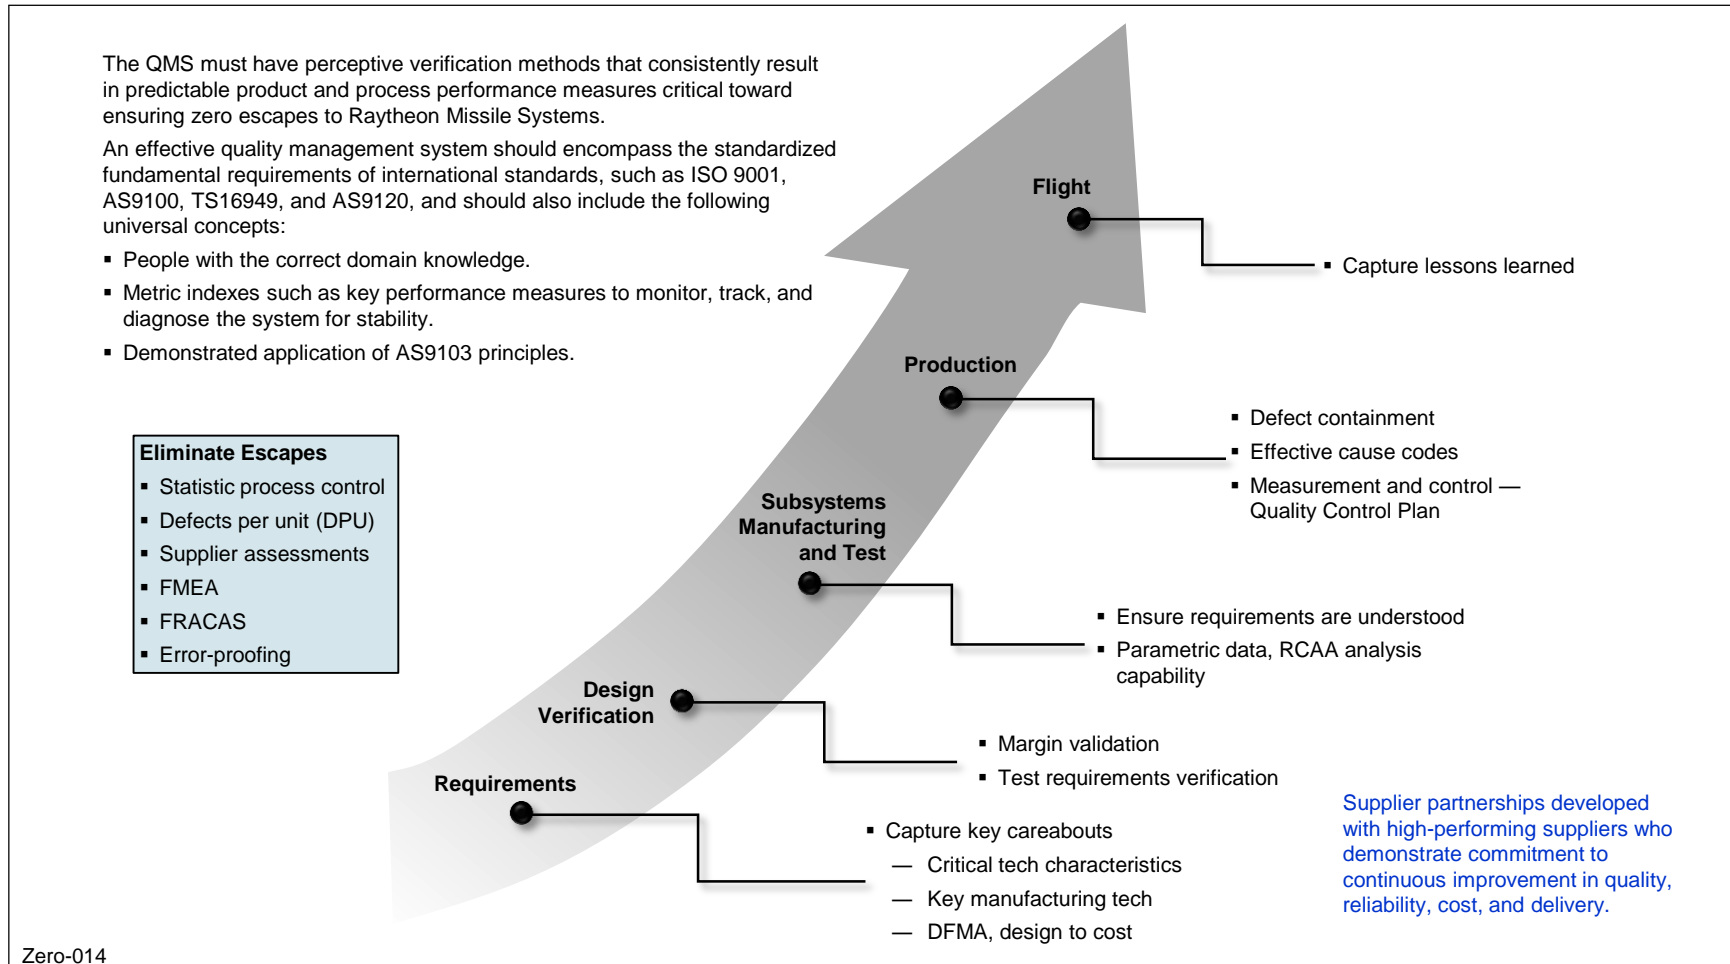 The QMS must have perceptive verification methods that consistently result
in predictable product and process performance measures critical toward
ensuring zero escapes to Raytheon Missile Systems.
An effective quality management system should encompass the standardized
fundamental requirements of international standards, such as ISO 9001,
AS9100, TS16949, and AS9120, and should also include the following
universal concepts:
▪ People with the correct domain knowledge.
▪ Metric indexes such as key performance measures to monitor, track, and
diagnose the system for stability.
▪ Demonstrated application of AS9103 principles.
Eliminate Escapes
▪ Statistic process control
▪ Defects per unit (DPU)
▪ Supplier assessments
▪ FMEA
▪ FRACAS
▪ Error-proofing
Flight
▪ Capture lessons learned
Production
▪ Defect containment
▪ Effective cause codes
▪ Measurement and control —
Quality Control Plan
Subsystems
Manufacturing
and Test
▪ Ensure requirements are understood
▪ Parametric data, RCAA analysis
capability
Design
Verification
▪ Margin validation
▪ Test requirements verification
Requirements
▪ Capture key careabouts
— Critical tech characteristics
— Key manufacturing tech
— DFMA, design to cost
Supplier partnerships developed
with high-performing suppliers who
demonstrate commitment to
continuous improvement in quality,
reliability, cost, and delivery.
Zero-014